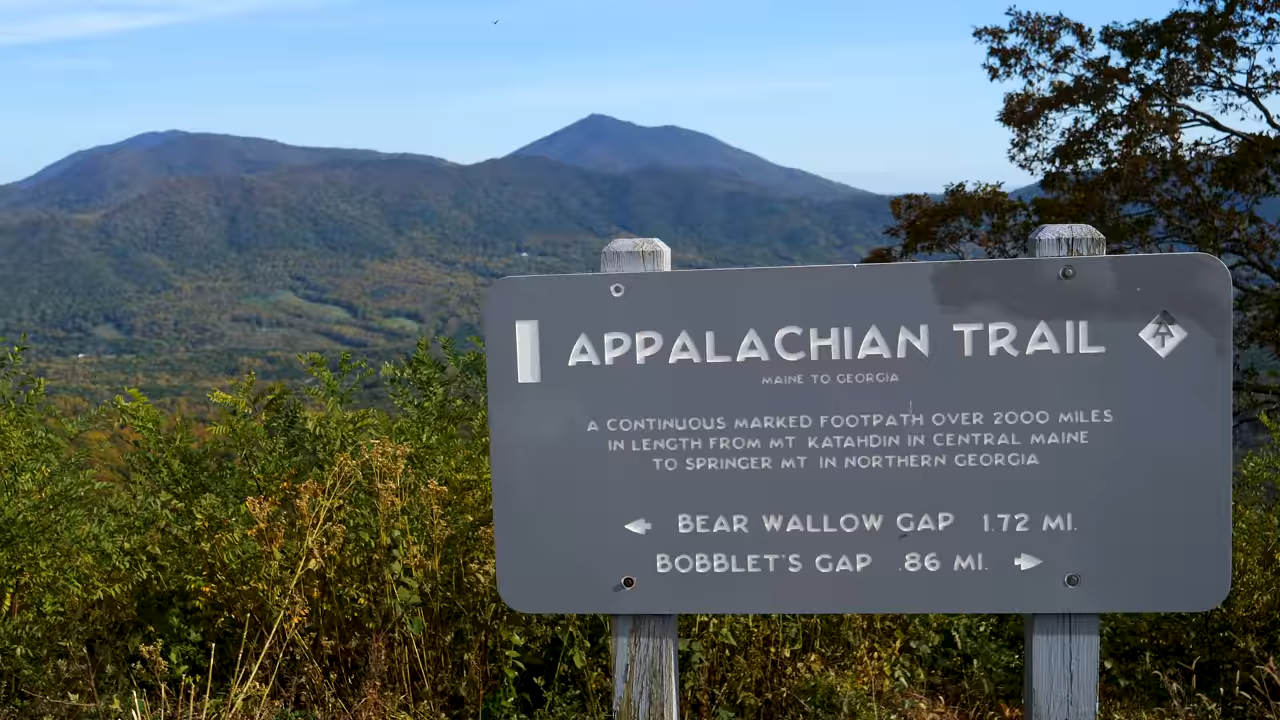 APPALACHIAN TRAIL
MAINE TO GEORGIA
A CONTINUOUS MARKED FOOTPATH OVER 2000 MILES
IN LENGTH FROM MT KATAHDIN IN CENTRAL MAINE
TO SPRINGER MT IN NORTHERN GEORGIA
BEAR WALLOW GAP 1.72 MI.
BOBBLET'S GAP .86 MI.